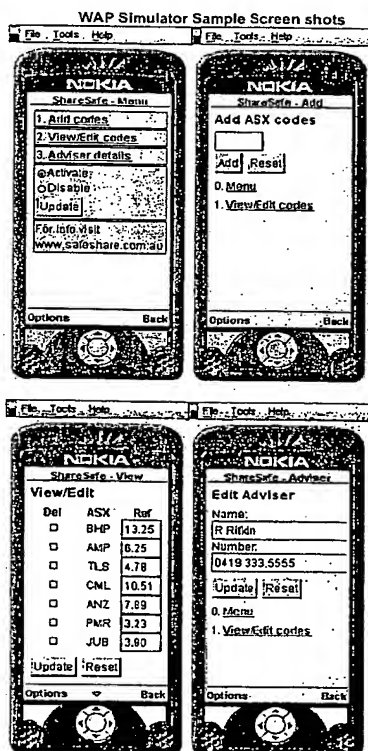 WAP Simulator Sample Screen shots
File Tools Help
NOKIA
ShareSafe - Menu
1. Add codes
2. View/Edit codes
3. Adviser details
Activate
Disable
Update
For info visit
www.safeshare.com.au
Options Back
File Tools Help
NOKIA
ShareSafe - Add
Add ASX codes
Add Reset
0. Menu
1. View/Edit codes
Options Back
File Tools Help
NOKIA
ShareSafe - View
View/Edit
Del ASX Ref
BHP 13.25
AMP 6.25
TLS 4.78
CML 10.51
ANZ 7.89
PMR 3.23
JUB 3.90
Update Reset
Options Back
File Tools Help
NOKIA
ShareSafe - Adviser
Edit Adviser
Name:
R Rifkin
Number:
0419 333,5555
Update Reset
0. Menu
1. View/Edit codes
Options Back